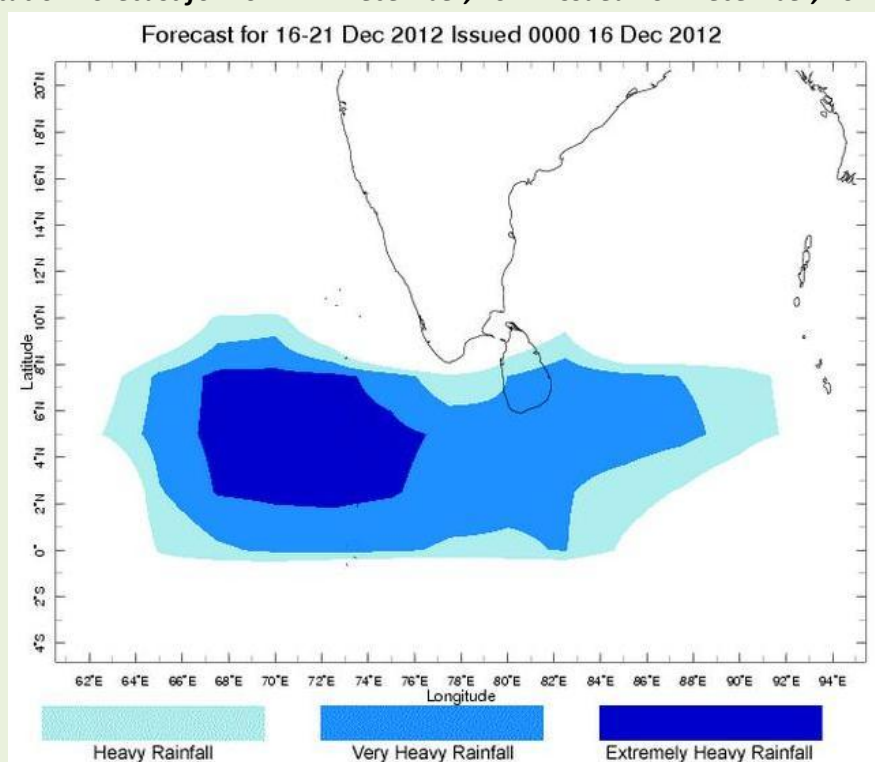 Forecast for 16-21 Dec 2012 Issued 0000 16 Dec 2012
20°N
18°N
16°N
14°N
12°N
10°N
8°N
6°N
4°N
2°N
0°
2°S
4°S
Latitude
62°E 64°E 66°E 68°E 70°E 72°E 74°E 76°E 78°E 80°E 82°E 84°E 86°E 88°E 90°E 92°E 94°E
Longitude
Heavy Rainfall Very Heavy Rainfall Extremely Heavy Rainfall